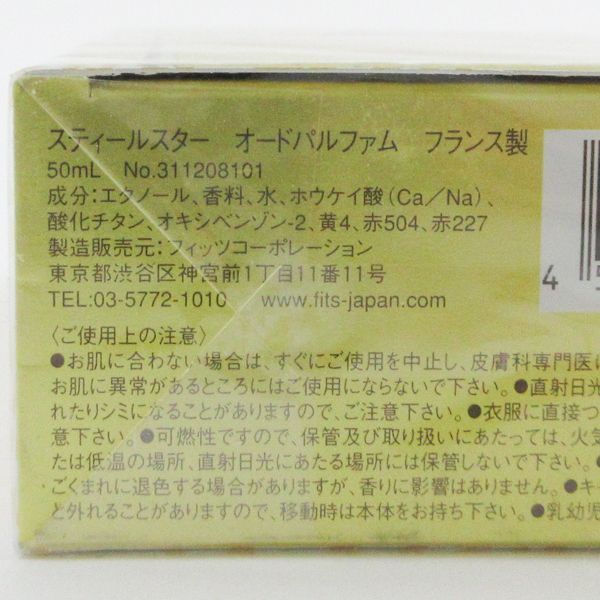 スティールスター オードパルファム フランス製
50mL No.311208101
成分:エタノール、香料、水、ホウケイ酸(Ca/Na)、
酸化チタン、オキシベンゾン-2、黄4、赤504、赤227
製造販売元:フィッツコーポレーション
東京都渋谷区神宮前1丁目11番11号
TEL:03-5772-1010 www.fits-japan.com
〈ご使用上の注意〉
●お肌に合わない場合は、すぐにご使用を中止し、皮膚科専門医に
お肌に異常があるところにはご使用にならないで下さい。●直射日光
れたりシミになることがありますので、ご注意下さい。●衣服に直接つ
意下さい。●可燃性ですので、保管及び取り扱いにあたっては、火気
たは低温の場所、直射日光にあたる場所には保管しないで下さい。
ごくまれに退色する場合がありますが、香りに影響はありません。●キ
と外れることがありますので、移動時は本体をお持ち下さい。●乳幼児
4